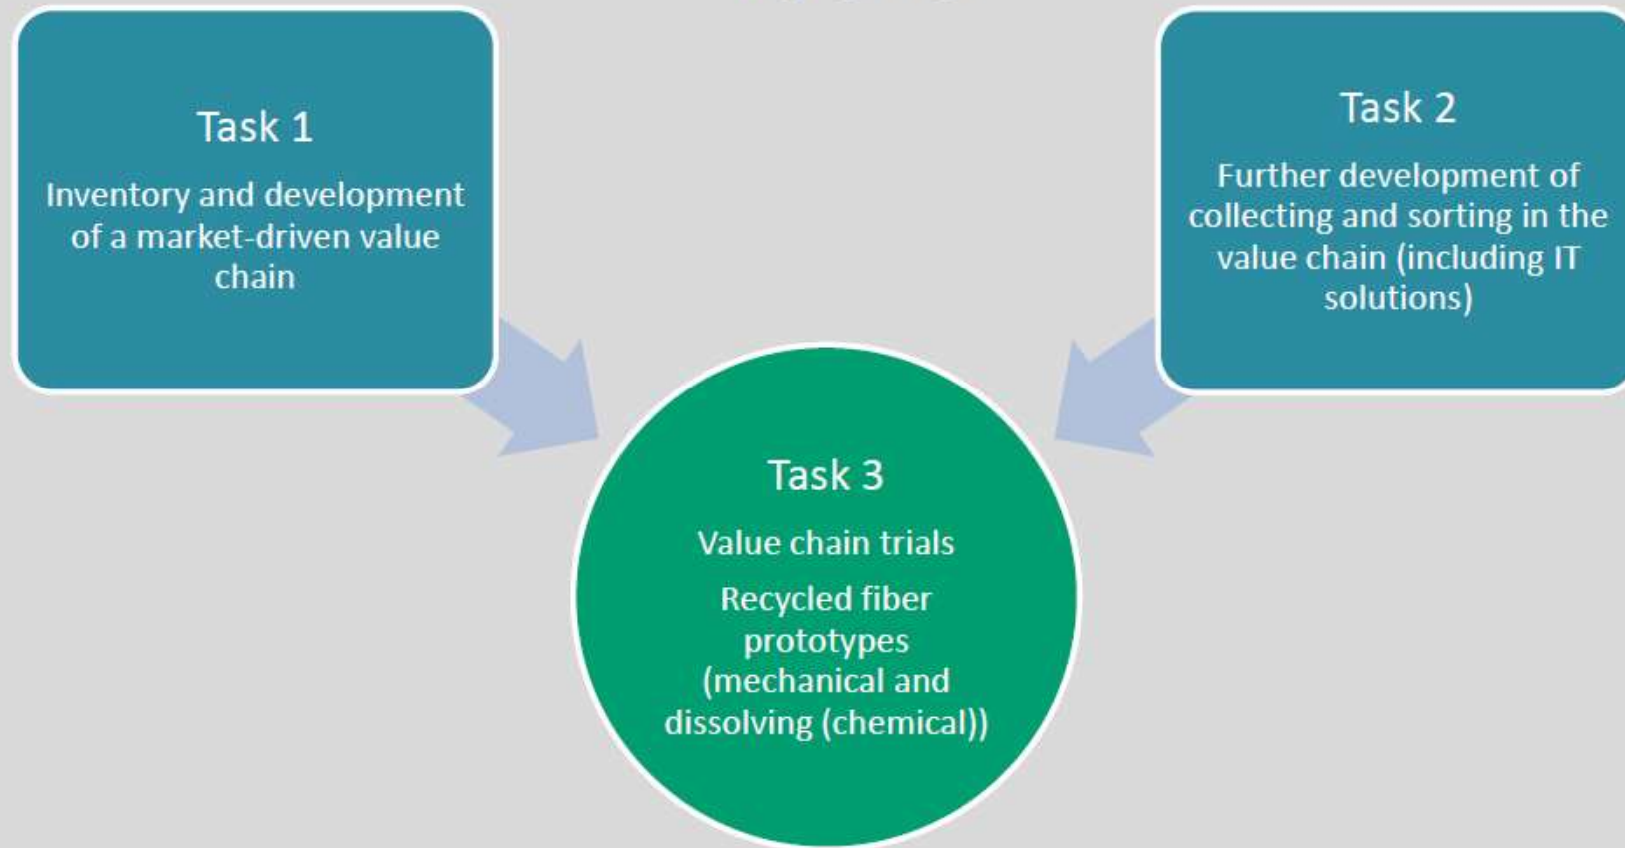 Task 1
Inventory and development
of a market-driven value
chain
Task 2
Further development of
collecting and sorting in the
value chain (including IT
solutions)
Task 3
Value chain trials
Recycled fiber
prototypes
(mechanical and
dissolving (chemical))